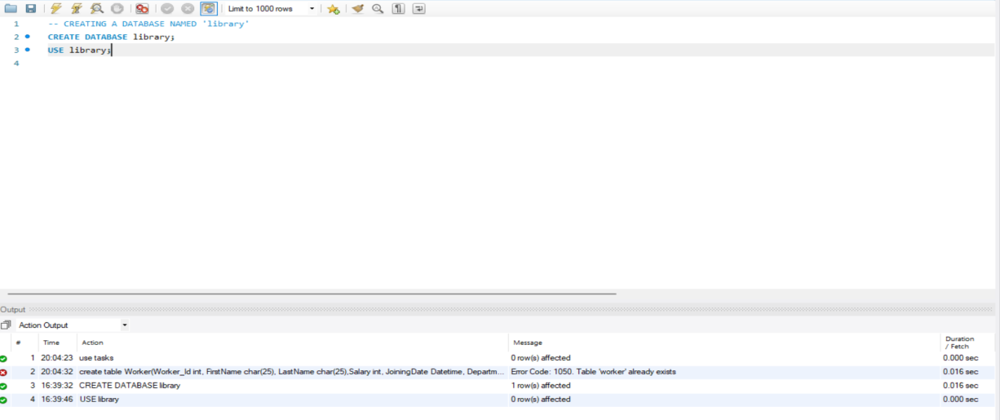 Limit to 1000 rows
1 -- CREATING A DATABASE NAMED 'library'
2 CREATE DATABASE library;
3 USE library;
4
Output
Action Output
# Time Action Message Duration / Fetch
1 20:04:23 use tasks 0 row(s) affected 0.000 sec
2 20:04:32 create table Worker(Worker_Id int, FirstName char(25), LastName char(25),Salary int, JoiningDate Datetime, Departm... Error Code: 1050. Table 'worker' already exists 0.016 sec
3 16:39:32 CREATE DATABASE library 1 row(s) affected 0.016 sec
4 16:39:46 USE library 0 row(s) affected 0.000 sec